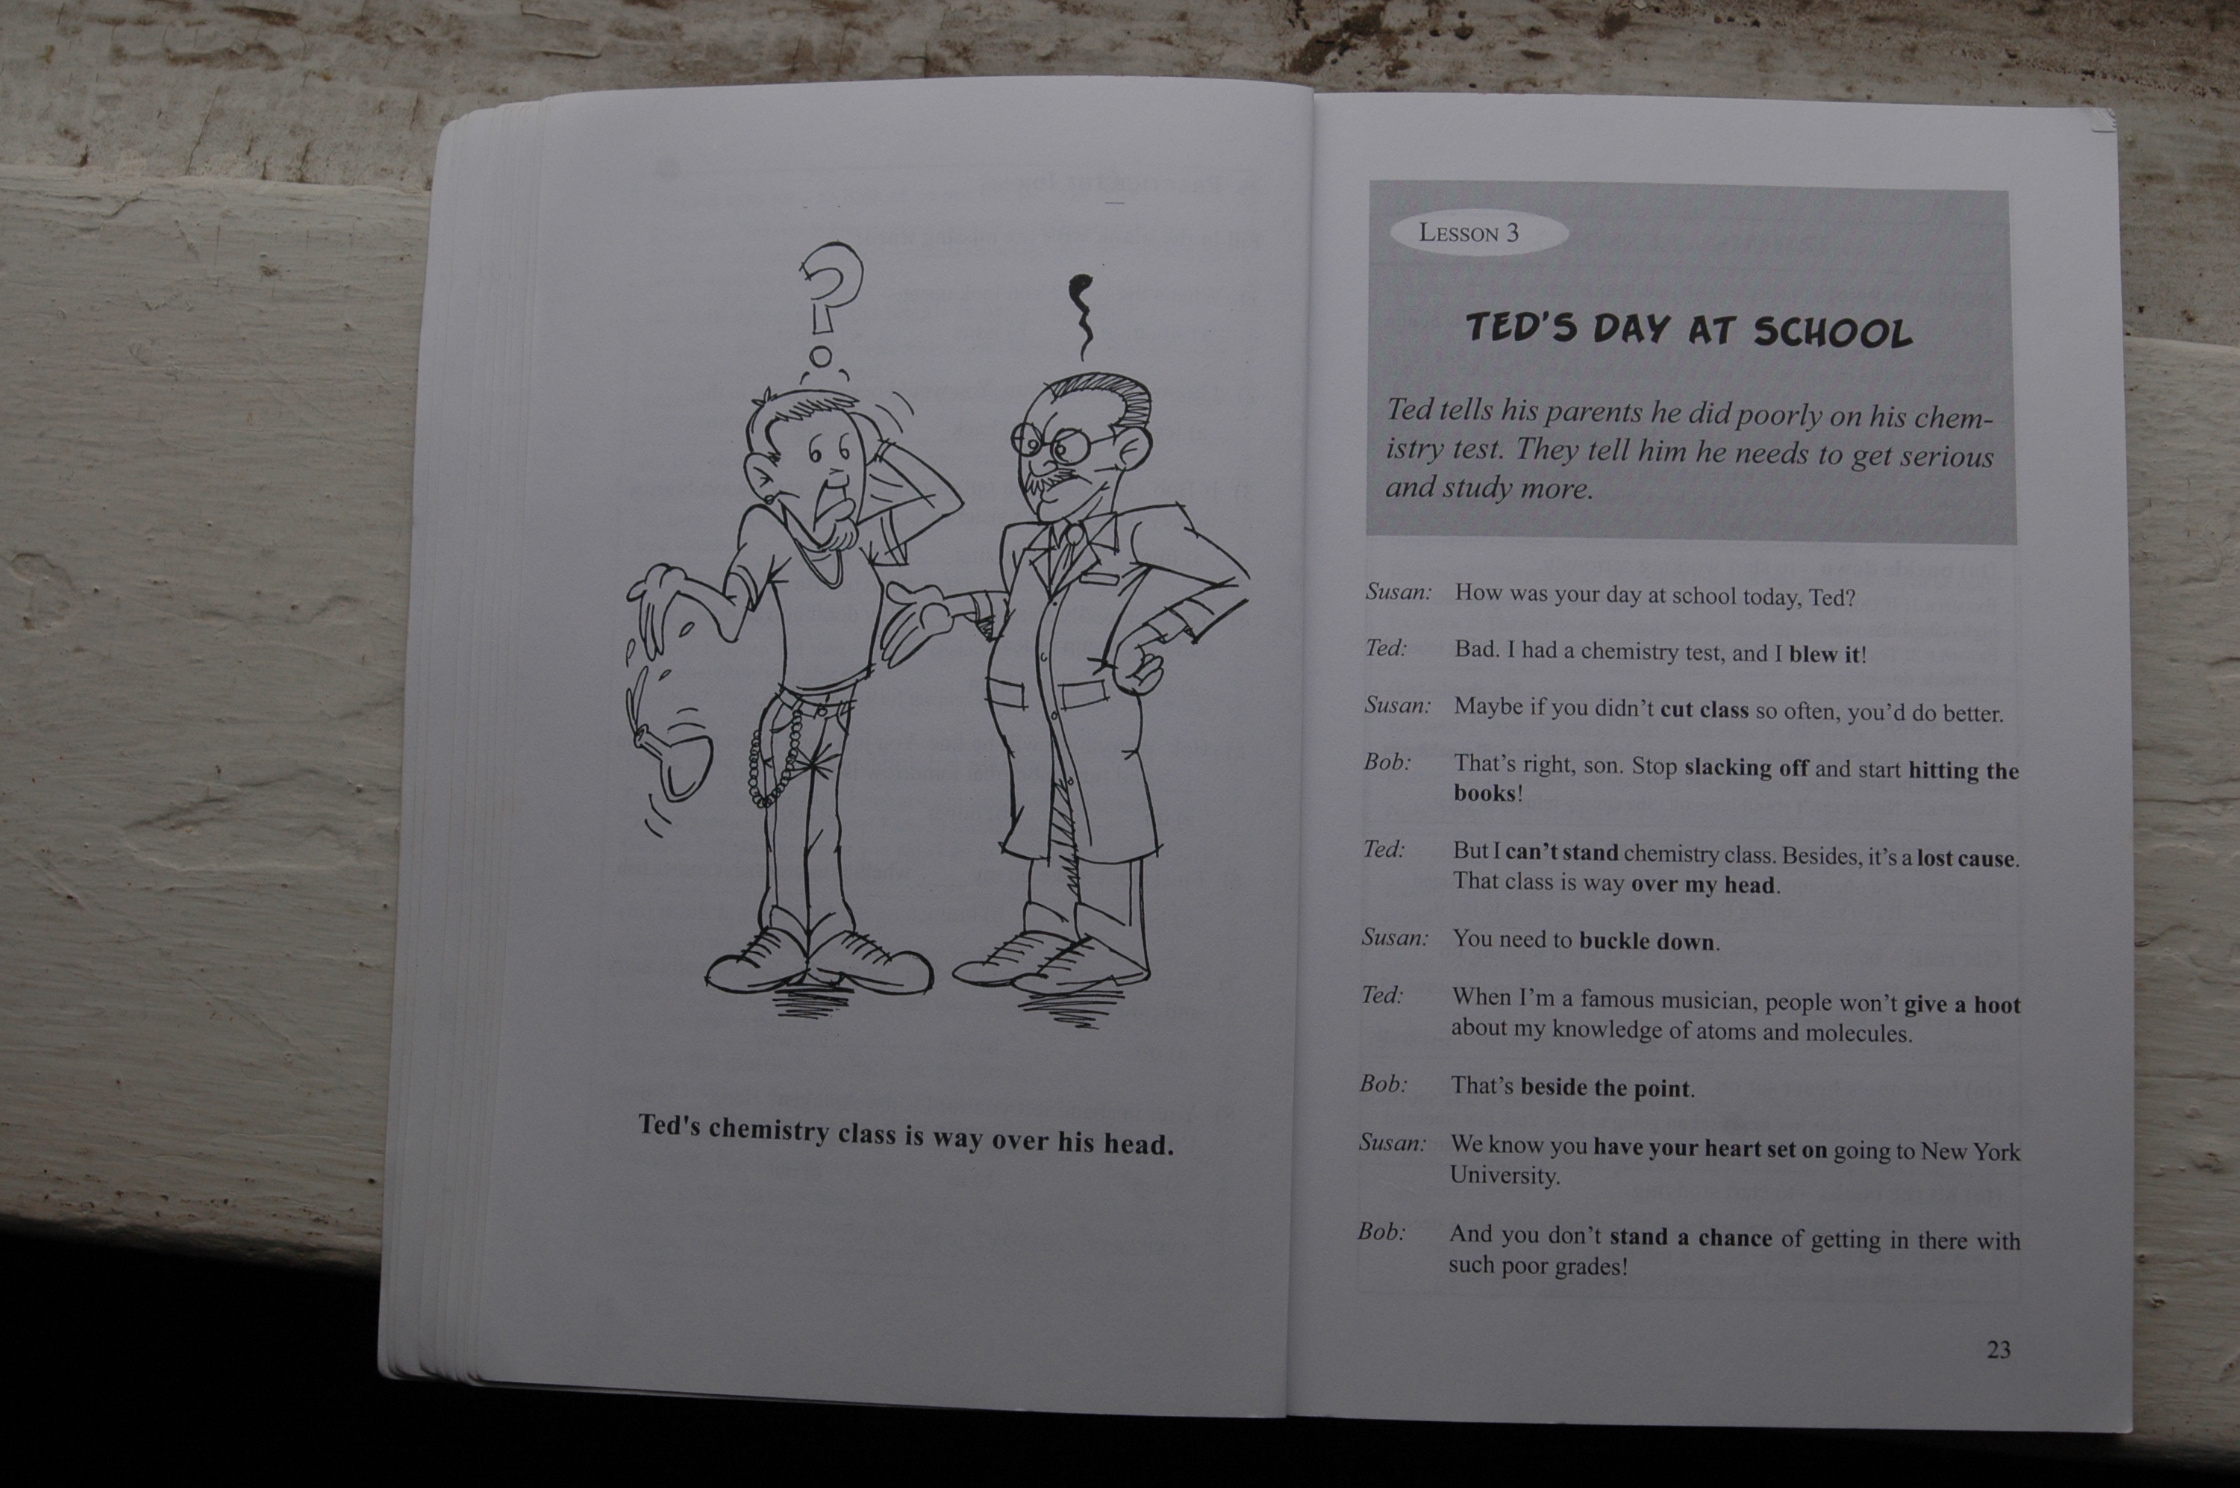 Ted's chemistry class is way over his head.
LESSON 3
TED'S DAY AT SCHOOL
Ted tells his parents he did poorly on his chem-
istry test. They tell him he needs to get serious
and study more.
Susan: How was your day at school today, Ted?
Ted: Bad. I had a chemistry test, and I blew it!
Susan: Maybe if you didn't cut class so often, you'd do better.
Bob: That's right, son. Stop slacking off and start hitting the
books!
Ted: But I can't stand chemistry class. Besides, it's a lost cause.
That class is way over my head.
Susan: You need to buckle down.
Ted: When I'm a famous musician, people won't give a hoot
about my knowledge of atoms and molecules.
Bob: That's beside the point.
Susan: We know you have your heart set on going to New York
University.
Bob: And you don't stand a chance of getting in there with
such poor grades!
23